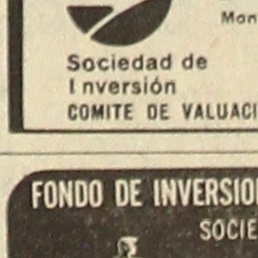 Mon
Sociedad de
Inversión
COMITE DE VALUACI
FONDO DE INVERSIO
SOCIE